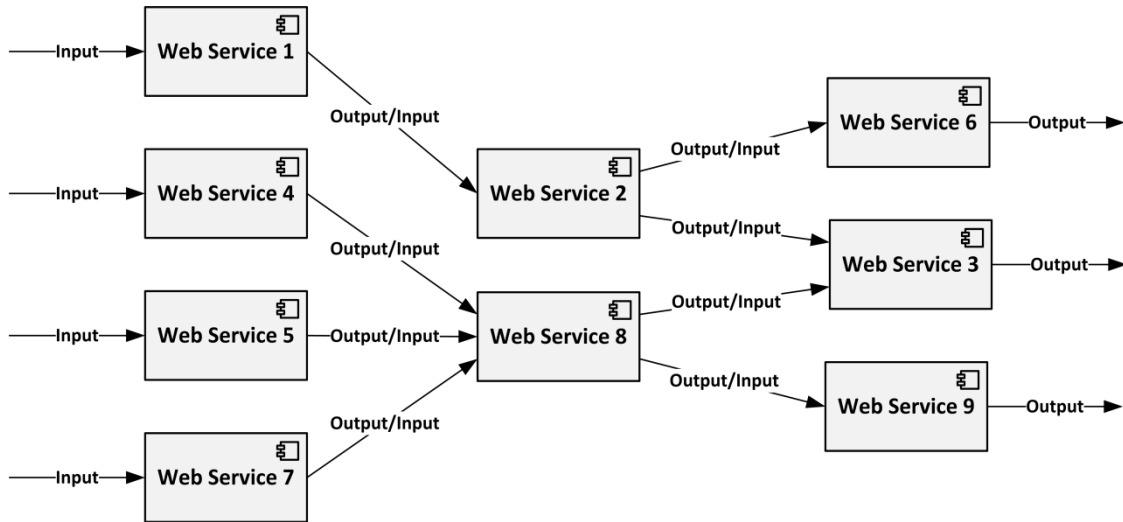 Input
Web Service 1
Output/Input
Input
Web Service 4
Output/Input
Input
Web Service 5
Output/Input
Input
Web Service 7
Output/Input
Web Service 2
Output/Input
Output/Input
Web Service 8
Output/Input
Output/Input
Web Service 6
Output
Web Service 3
Output
Web Service 9
Output